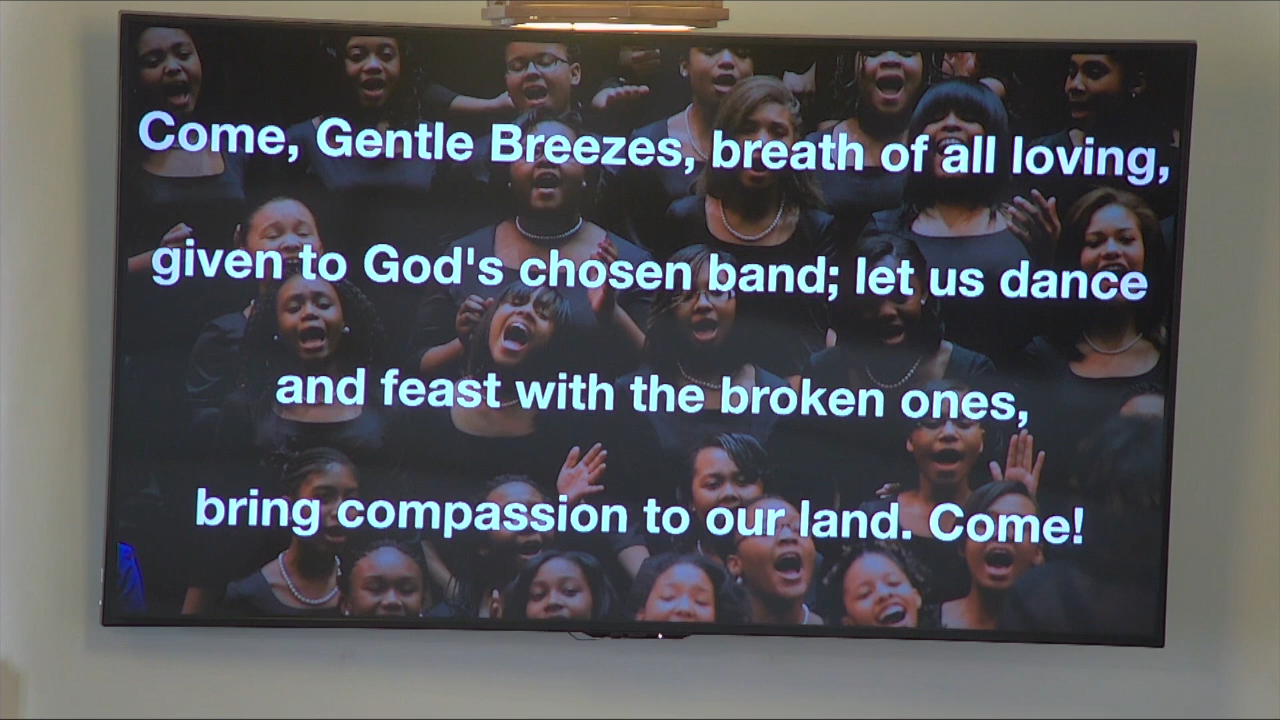 Come, Gentle Breezes, breath of all loving,
given to God's chosen band; let us dance
and feast with the broken ones,
bring compassion to our land. Come!